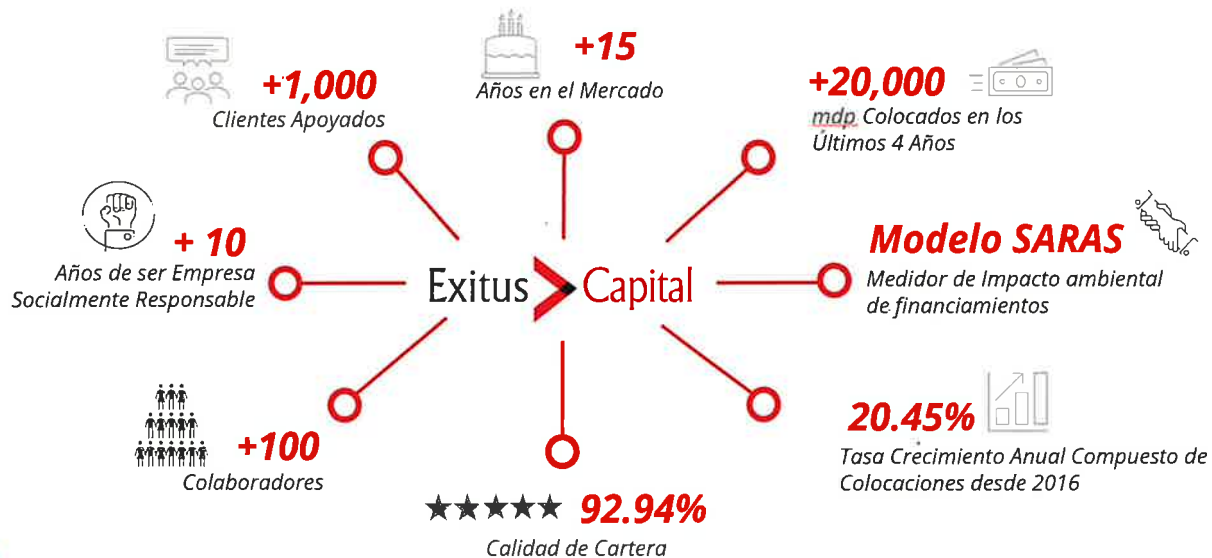 +1,000
Clientes Apoyados
+15
Años en el Mercado
+20,000
mdp Colocados en los
Últimos 4 Años
+ 10
Años de ser Empresa
Socialmente Responsable
Exitus Capital
Modelo SARAS
Medidor de Impacto ambiental
de financiamientos
+100
Colaboradores
92.94%
Calidad de Cartera
20.45%
Tasa Crecimiento Anual Compuesto de
Colocaciones desde 2016